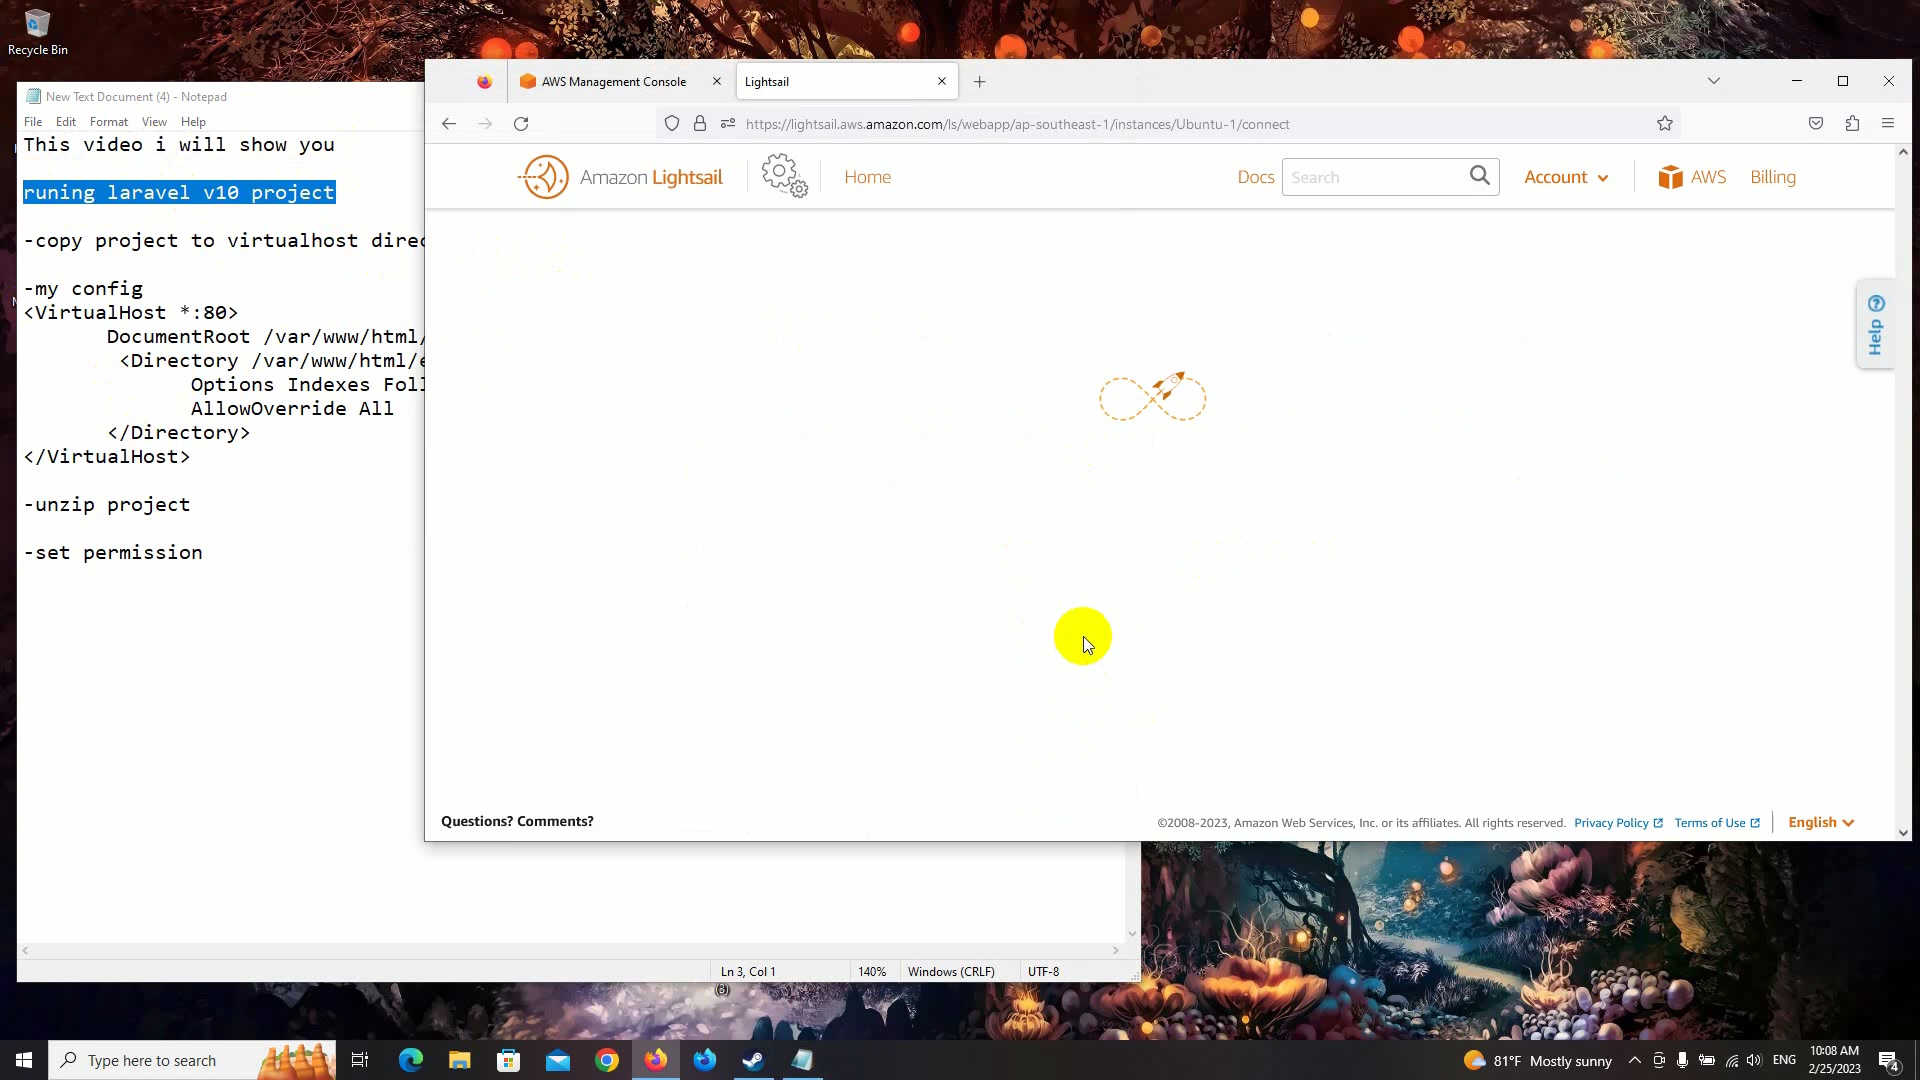 Recycle Bin
New Text Document (4) - Notepad
File Edit Format View Help
This video i will show you
runing laravel v10 project
-copy project to virtualhost direc
-my config
<VirtualHost *:80>
DocumentRoot /var/www/html/
<Directory /var/www/html/e
Options Indexes Foll
AllowOverride All
</Directory>
</VirtualHost>
-unzip project
-set permission
Ln 3, Col 1 140% Windows (CRLF) UTF-8
(3)
AWS Management Console
Lightsail
https://lightsail.aws.amazon.com/ls/webapp/ap-southeast-1/instances/Ubuntu-1/connect
Amazon Lightsail
Home
Docs
Search
Account
AWS
Billing
Help
Questions? Comments?
©2008-2023, Amazon Web Services, Inc. or its affiliates. All rights reserved. Privacy Policy Terms of Use English
Type here to search
81°F Mostly sunny
ENG
10:08 AM
2/25/2023
4